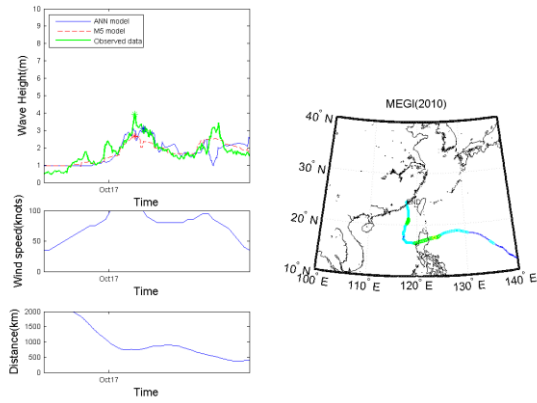 ANN model
M5 model
Observed data
10
9
8
7
6
5
4
3
2
1
0
Wave Height(m)
Oct17
Time
100
50
0
Wind speed(Knots)
Oct17
Time
2000
1500
1000
500
0
Distance(km)
Oct17
Time
MEGI(2010)
40° N
30° N
20° N
10° N
100° E
110° E
120° E
130° E
140° E